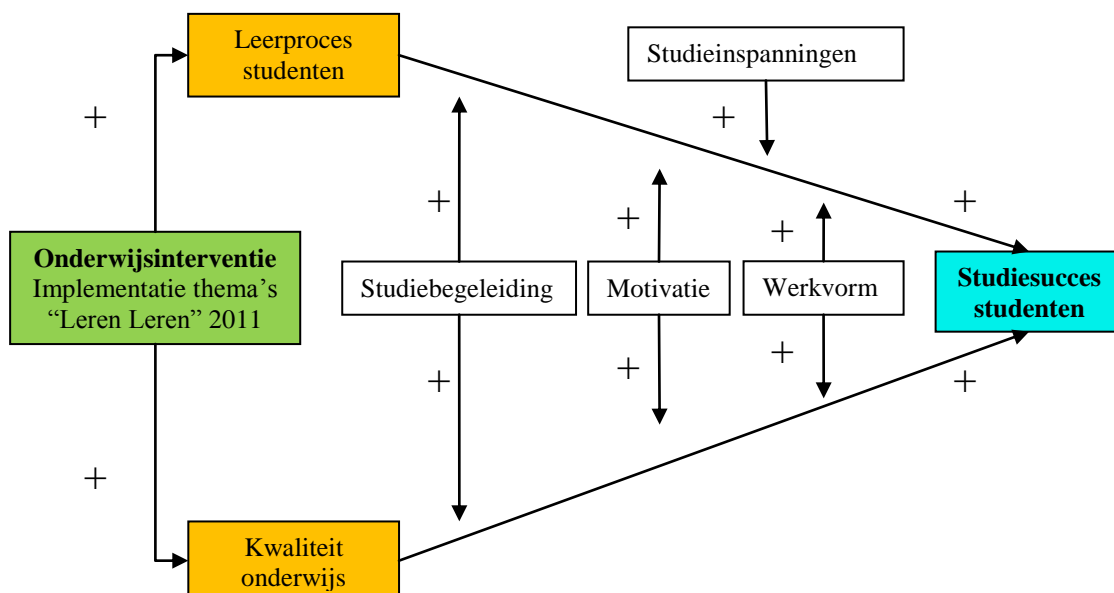 Leerproces
studenten
Studieinspanningen
+
+
+
+
+
+
Onderwijsinterventie
Implementatie thema's
“Leren Leren” 2011
Studiebegeleiding
Motivatie
Werkvorm
Studiesucces
studenten
+
+
+
+
+
Kwaliteit
onderwijs